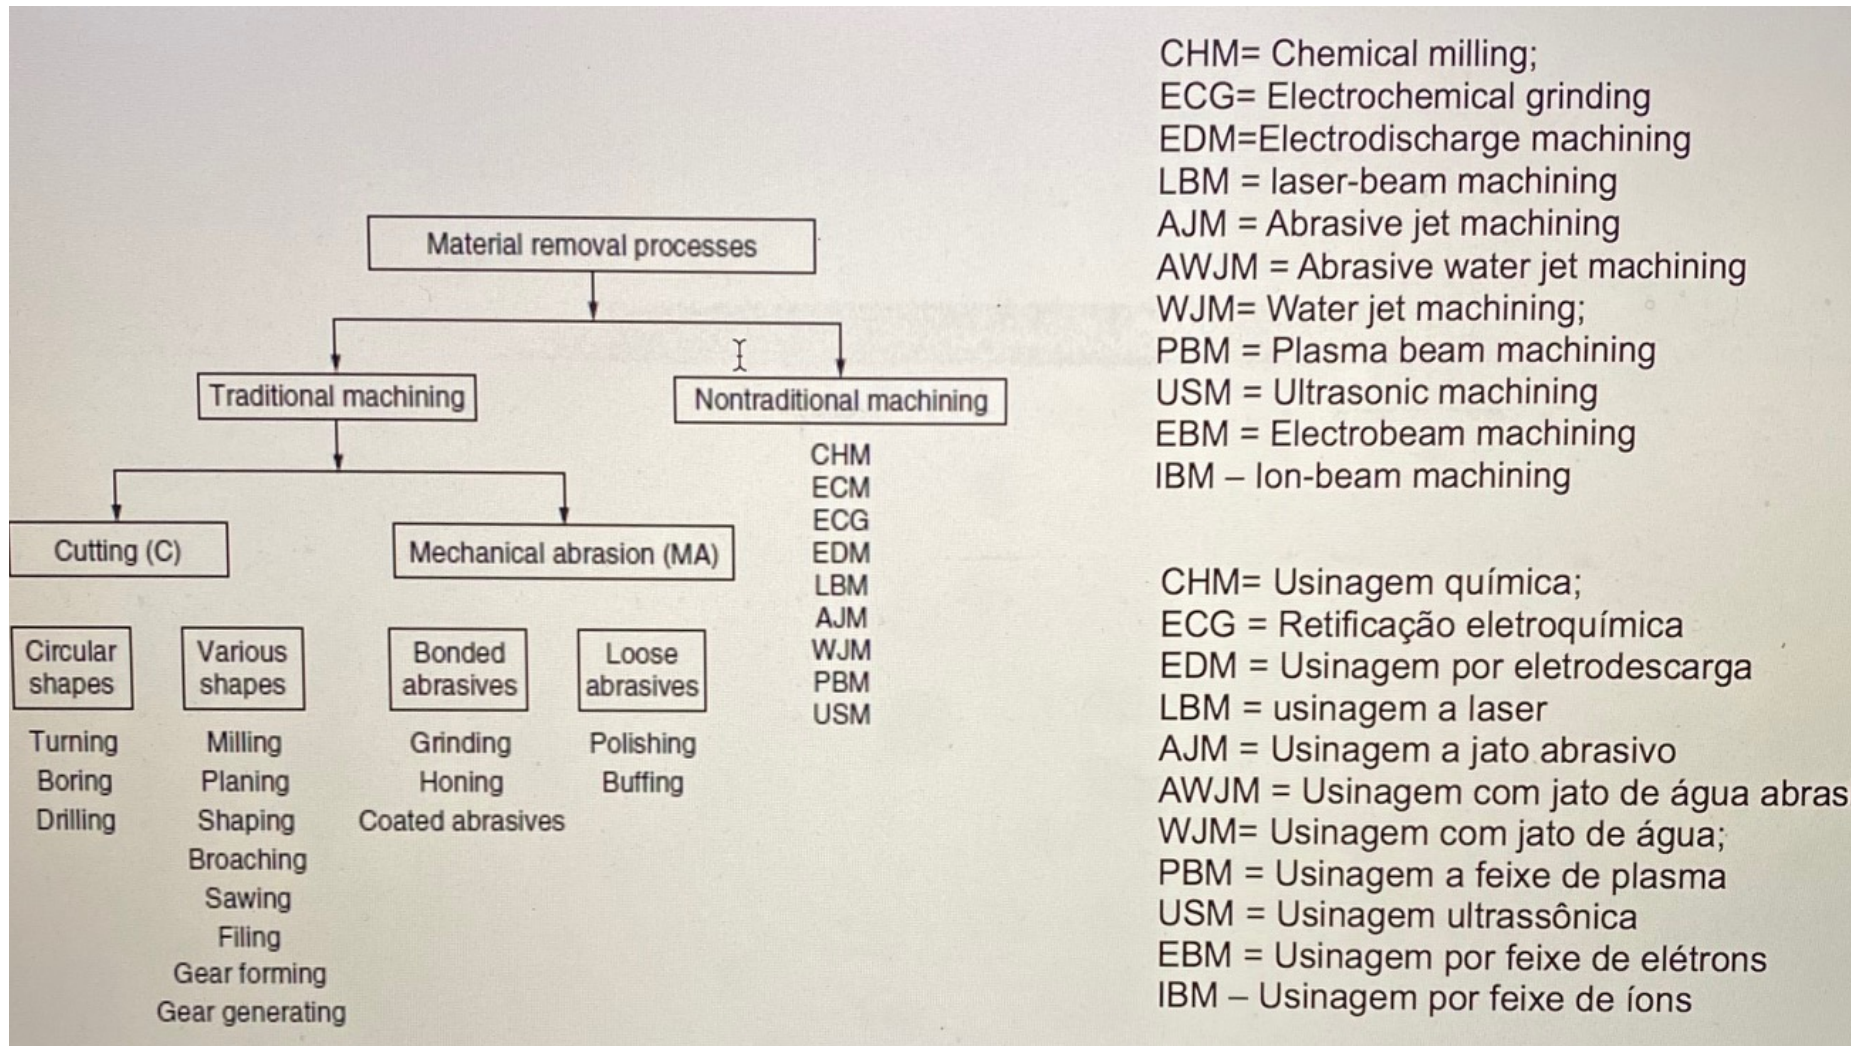 Material removal processes
Traditional machining
Nontraditional machining
CHM
ECM
ECG
EDM
LBM
AJM
WJM
PBM
USM
Cutting (C)
Mechanical abrasion (MA)
Circular
shapes
Turning
Boring
Drilling
Various
shapes
Milling
Planing
Shaping
Broaching
Sawing
Filing
Gear forming
Gear generating
Bonded
abrasives
Grinding
Honing
Coated abrasives
Loose
abrasives
Polishing
Buffing
CHM= Chemical milling;
ECG= Electrochemical grinding
EDM=Electrodischarge machining
LBM = laser-beam machining
AJM = Abrasive jet machining
AWJM = Abrasive water jet machining
WJM= Water jet machining;
PBM = Plasma beam machining
USM = Ultrasonic machining
EBM = Electrobeam machining
IBM – Ion-beam machining
CHM= Usinagem química;
ECG = Retificação eletroquímica
EDM = Usinagem por eletrodescarga
LBM = usinagem a laser
AJM = Usinagem a jato abrasivo
AWJM = Usinagem com jato de água abras
WJM= Usinagem com jato de água;
PBM = Usinagem a feixe de plasma
USM = Usinagem ultrassônica
EBM = Usinagem por feixe de elétrons
IBM – Usinagem por feixe de íons